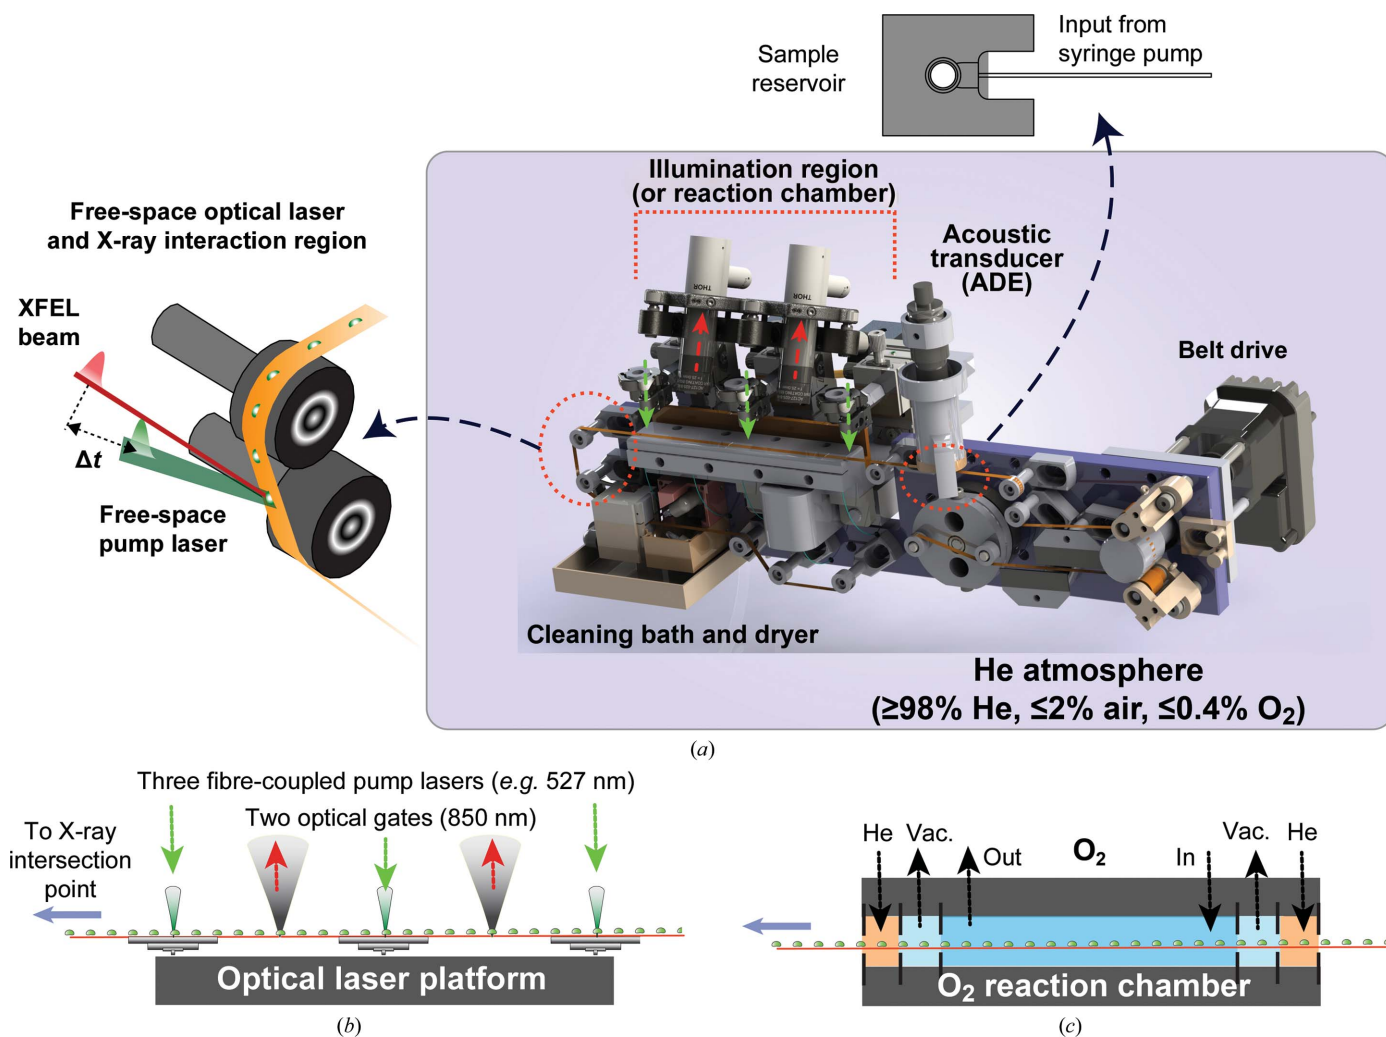 Sample
reservoir
Input from
syringe pump
Illumination region
(or reaction chamber)
Free-space optical laser
and X-ray interaction region
Acoustic
transducer
(ADE)
XFEL
beam
THOR
THOR
Belt drive
Δt
Free-space
pump laser
Cleaning bath and dryer
He atmosphere
(≥98% He, ≤2% air, ≤0.4% O₂)
(a)
Three fibre-coupled pump lasers (e.g. 527 nm)
Two optical gates (850 nm)
To X-ray
intersection
point
Optical laser platform
(b)
He
Vac.
Out
O₂
In
Vac.
He
O₂ reaction chamber
(c)